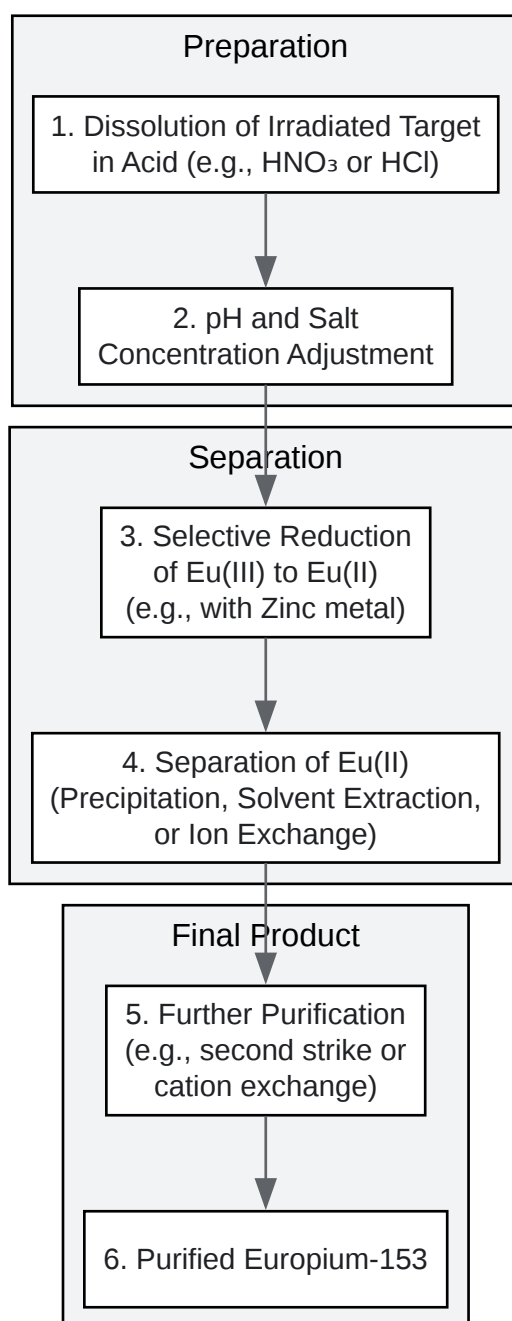 Preparation
1. Dissolution of Irradiated Target
in Acid (e.g., HNO₃ or HCl)
2. pH and Salt
Concentration Adjustment
Separation
3. Selective Reduction
of Eu(III) to Eu(II)
(e.g., with Zinc metal)
4. Separation of Eu(II)
(Precipitation, Solvent Extraction,
or Ion Exchange)
Final Product
5. Further Purification
(e.g., second strike or
cation exchange)
6. Purified Europium-153